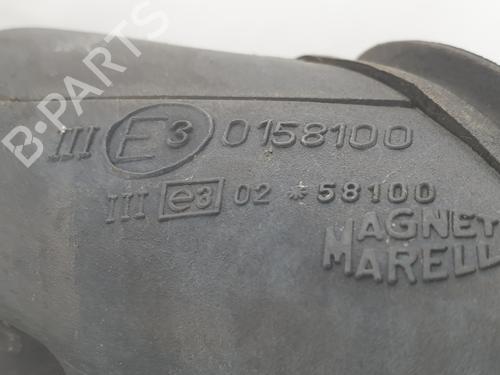 B-PARTS
III E3 0158100
III e3 02 * 58100
MAGNET
MARELL